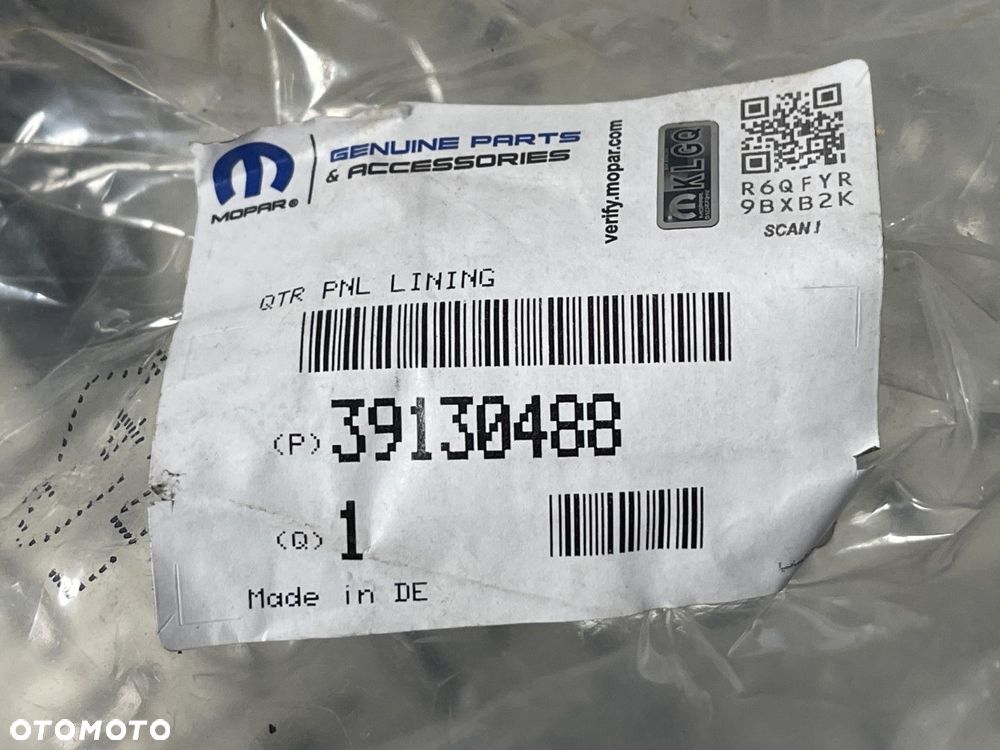 MOPAR®
GENUINE PARTS
& ACCESSORIES
verify.mopar.com
KLGQ
R6QFYR
9BXB2K
SCAN!
QTR PNL LINING
(P) 39130488
(Q) 1
Made in DE
OTOMOTO